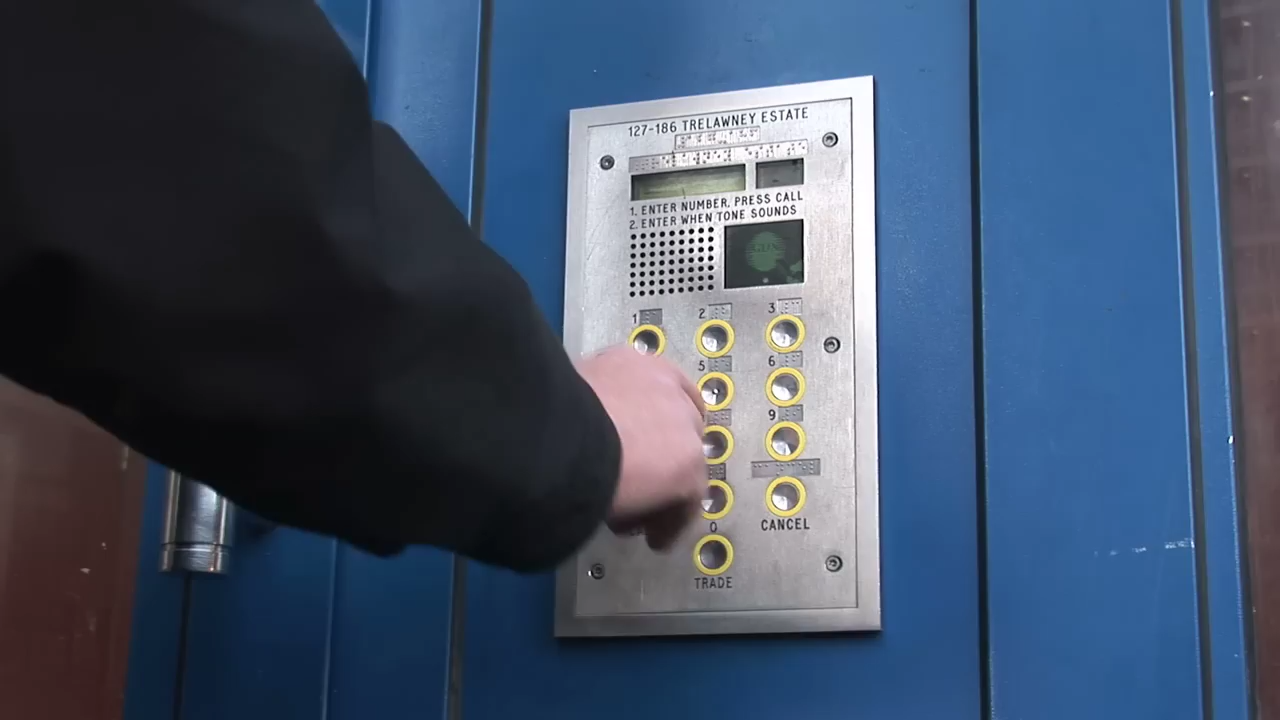 127-186 TRELAWNEY ESTATE
1. ENTER NUMBER, PRESS CALL
2. ENTER WHEN TONE SOUNDS
1 2 3
5 6
9
0 CANCEL
TRADE